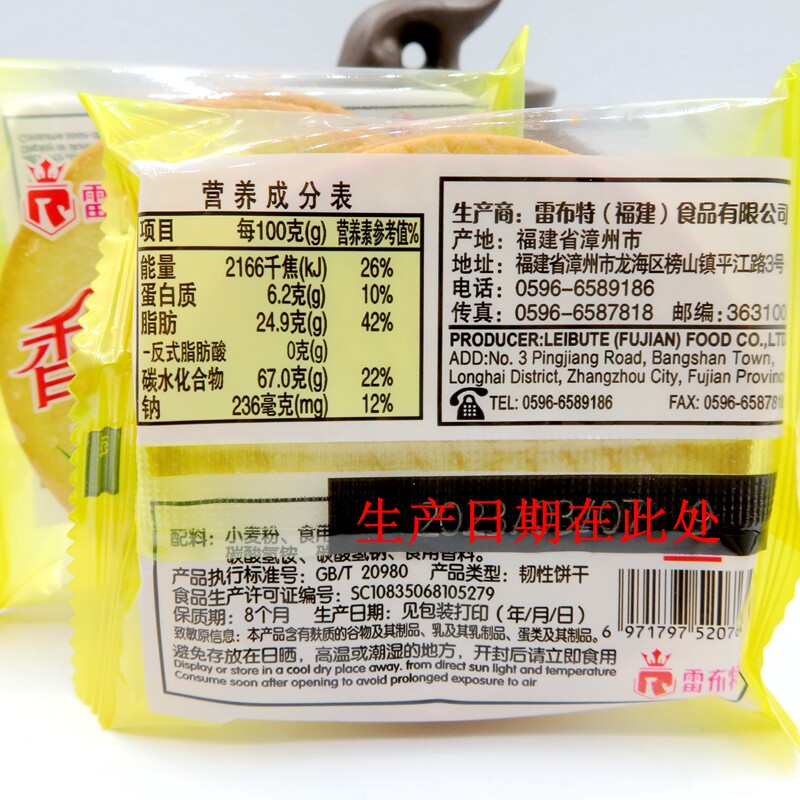 Consume soon
Display or store
雷
香
营养成分表
项目 每100克(g) 营养素参考值%
能量 2166千焦(kJ) 26%
蛋白质 6.2克(g) 10%
脂肪 24.9克(g) 42%
-反式脂肪酸 0克(g)
碳水化合物 67.0克(g) 22%
钠 236毫克(mg) 12%
生产商：雷布特（福建）食品有限公司
产地：福建省漳州市
地址：福建省漳州市龙海区榜山镇平江路3号
电话：0596-6589186
传真：0596-6587818 邮编：363100
PRODUCER:LEIBUTE (FUJIAN) FOOD CO.,LTD
ADD:No. 3 Pingjiang Road, Bangshan Town,
Longhai District, Zhangzhou City, Fujian Provinc
TEL: 0596-6589186 FAX: 0596-6587818
生产日期在此处
配料：小麦粉、食用
碳酸氢铵、碳酸氢钠、食用香料。
产品执行标准号：GB/T 20980 产品类型：韧性饼干
食品生产许可证编号：SC10835068105279
保质期：8个月 生产日期：见包装打印（年/月/日）
致敏原信息：本产品含有麸质的谷物及其制品、乳及其乳制品、蛋类及其制品。
6 971797 5207
避免存放在日晒，高温或潮湿的地方，开封后请立即食用
Display or store in a cool dry place away. from direct sun light and temperature
Consume soon after opening to avoid prolonged exposure to air
雷布特